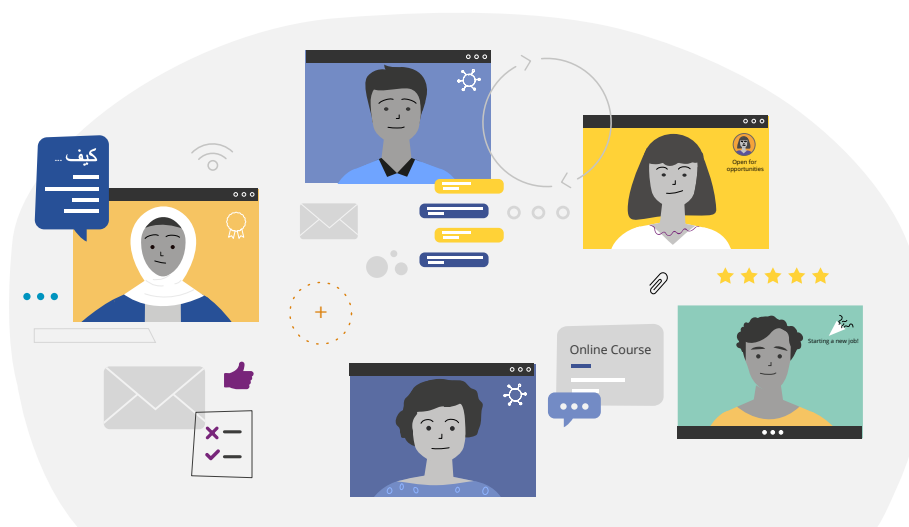 كيف ...
Open for
opportunities
Online Course
Starting a new job!